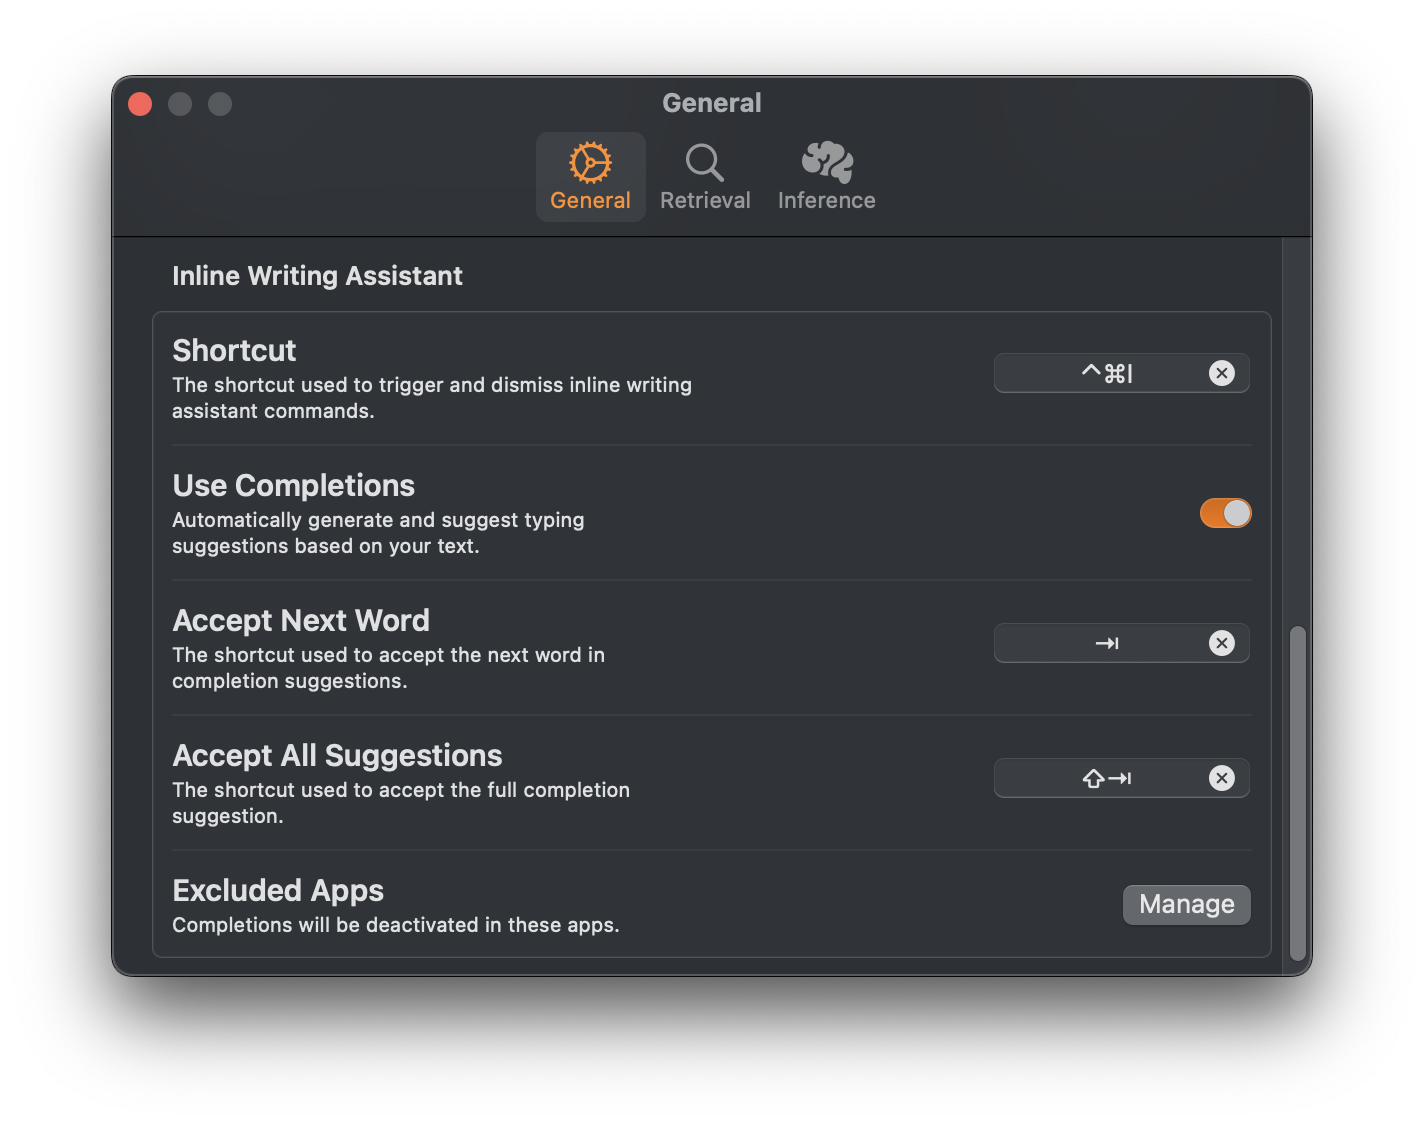 General
General Retrieval Inference
Inline Writing Assistant
Shortcut
The shortcut used to trigger and dismiss inline writing
assistant commands.
⌃⌘I
Use Completions
Automatically generate and suggest typing
suggestions based on your text.
Accept Next Word
The shortcut used to accept the next word in
completion suggestions.
⇥
Accept All Suggestions
The shortcut used to accept the full completion
suggestion.
⇧⇥
Excluded Apps
Completions will be deactivated in these apps.
Manage